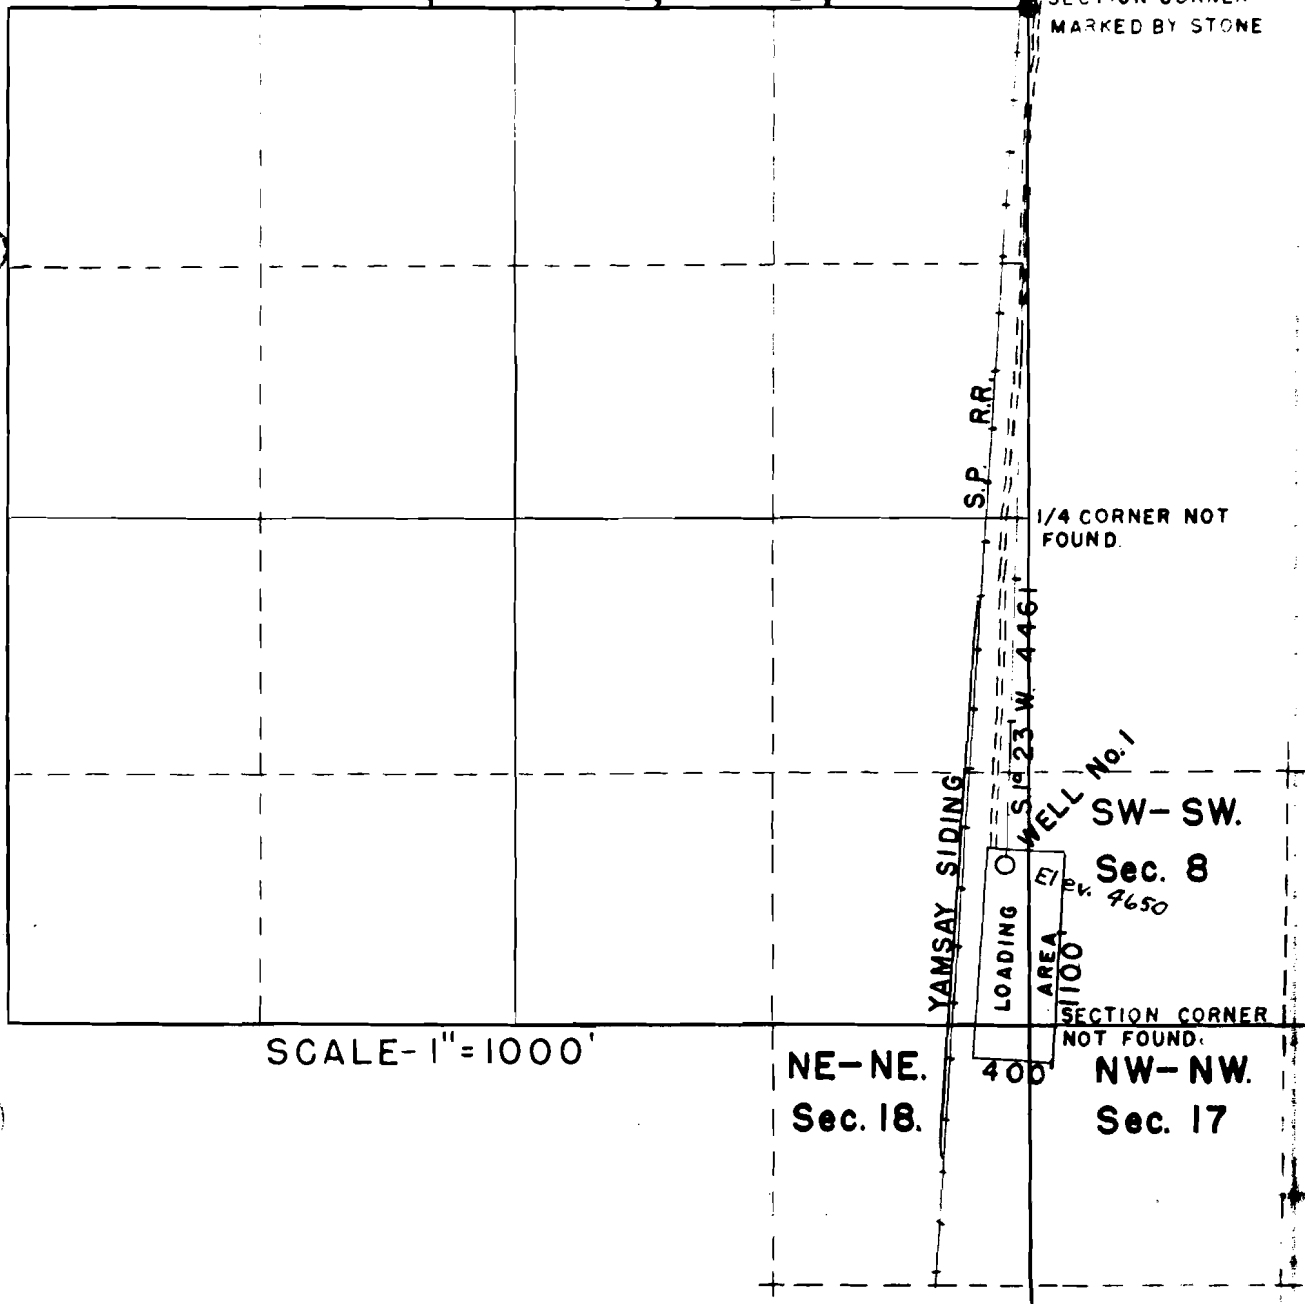 SECTION CORNER
MARKED BY STONE
S.P. R.R.
1/4 CORNER NOT
FOUND.
S.1° 23' W. 4461'
WELL No. 1
YAMSAY SIDING
SW-SW.
Sec. 8
Elev. 4650
LOADING
AREA
1100'
SECTION CORNER
NOT FOUND.
SCALE-1"=1000'
NE-NE.
Sec. 18.
400'
NW-NW.
Sec. 17